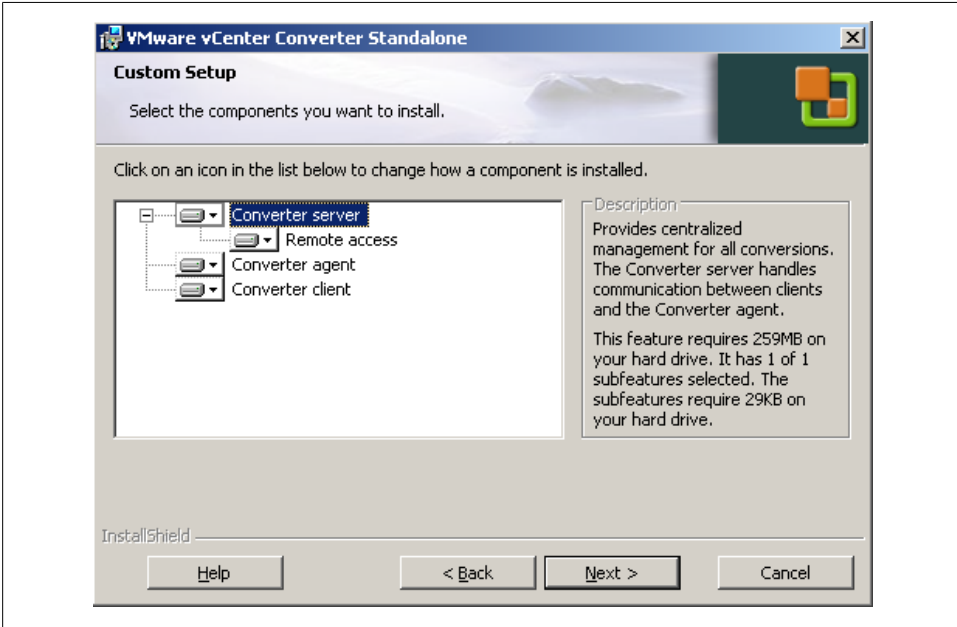 VMware vCenter Converter Standalone
Custom Setup
Select the components you want to install.
Click on an icon in the list below to change how a component is installed.
Converter server
Remote access
Converter agent
Converter client
Description
Provides centralized
management for all conversions.
The Converter server handles
communication between clients
and the Converter agent.
This feature requires 259MB on
your hard drive. It has 1 of 1
subfeatures selected. The
subfeatures require 29KB on
your hard drive.
InstallShield
Help
< Back
Next >
Cancel